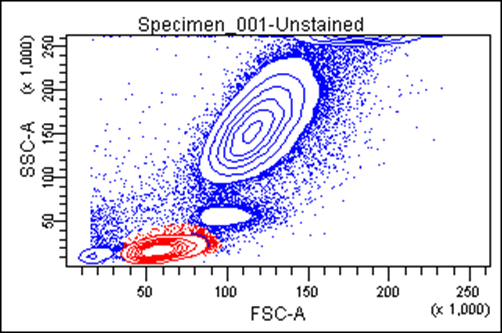 Specimen_001-Unstained
SSC-A
(x 1,000)
50 100 150 200 250
50 100 150 200 250
FSC-A
(x 1,000)